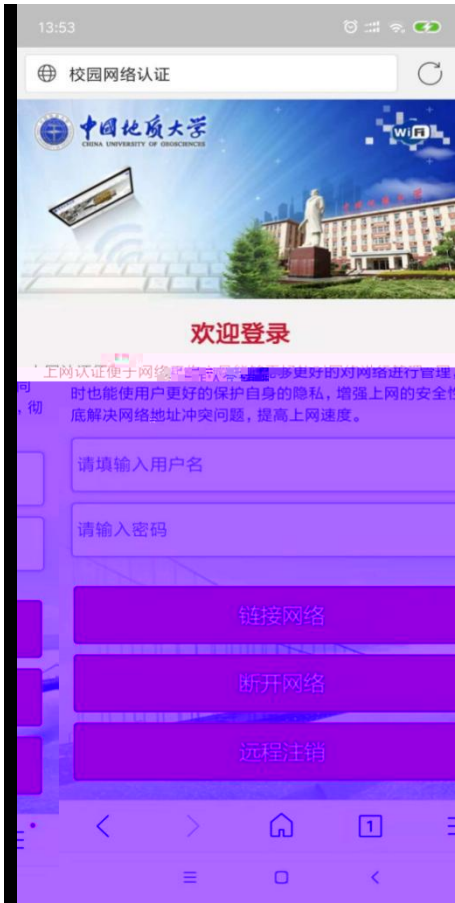 13:53
校园网络认证
中国地质大学
CHINA UNIVERSITY OF GEOSCIENCES
WiFi
欢迎登录
上网认证便于网络 够更好的对网络进行管理,
时也能使用户更好的保护自身的隐私,增强上网的安全性
,彻
底解决网络地址冲突问题,提高上网速度。
请填输入用户名
请输入密码
链接网络
断开网络
远程注销
1